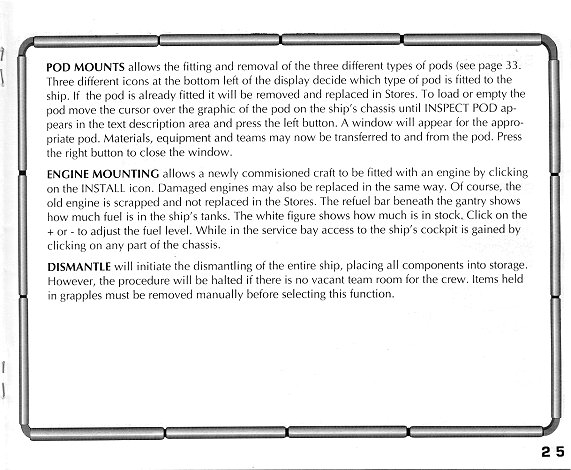 POD MOUNTS allows the fitting and removal of the three different types of pods (see page 33.
Three different icons at the bottom left of the display decide which type of pod is fitted to the
ship. If the pod is already fitted it will be removed and replaced in Stores. To load or empty the
pod move the cursor over the graphic of the pod on the ship's chassis until INSPECT POD ap-
pears in the text description area and press the left button. A window will appear for the appro-
priate pod. Materials, equipment and teams may now be transferred to and from the pod. Press
the right button to close the window.
ENGINE MOUNTING allows a newly commisioned craft to be fitted with an engine by clicking
on the INSTALL icon. Damaged engines may also be replaced in the same way. Of course, the
old engine is scrapped and not replaced in the Stores. The refuel bar beneath the gantry shows
how much fuel is in the ship's tanks. The white figure shows how much is in stock. Click on the
+ or - to adjust the fuel level. While in the service bay access to the ship's cockpit is gained by
clicking on any part of the chassis.
DISMANTLE will initiate the dismantling of the entire ship, placing all components into storage.
However, the procedure will be halted if there is no vacant team room for the crew. Items held
in grapples must be removed manually before selecting this function.
25